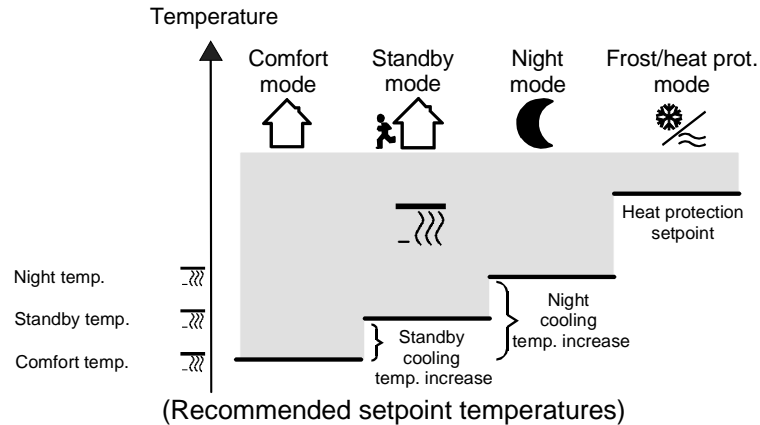 Temperature
Comfort
mode
Standby
mode
Night
mode
Frost/heat prot.
mode
Heat protection
setpoint
Night temp.
Standby temp.
Comfort temp.
Night
cooling
temp. increase
Standby
cooling
temp. increase
(Recommended setpoint temperatures)